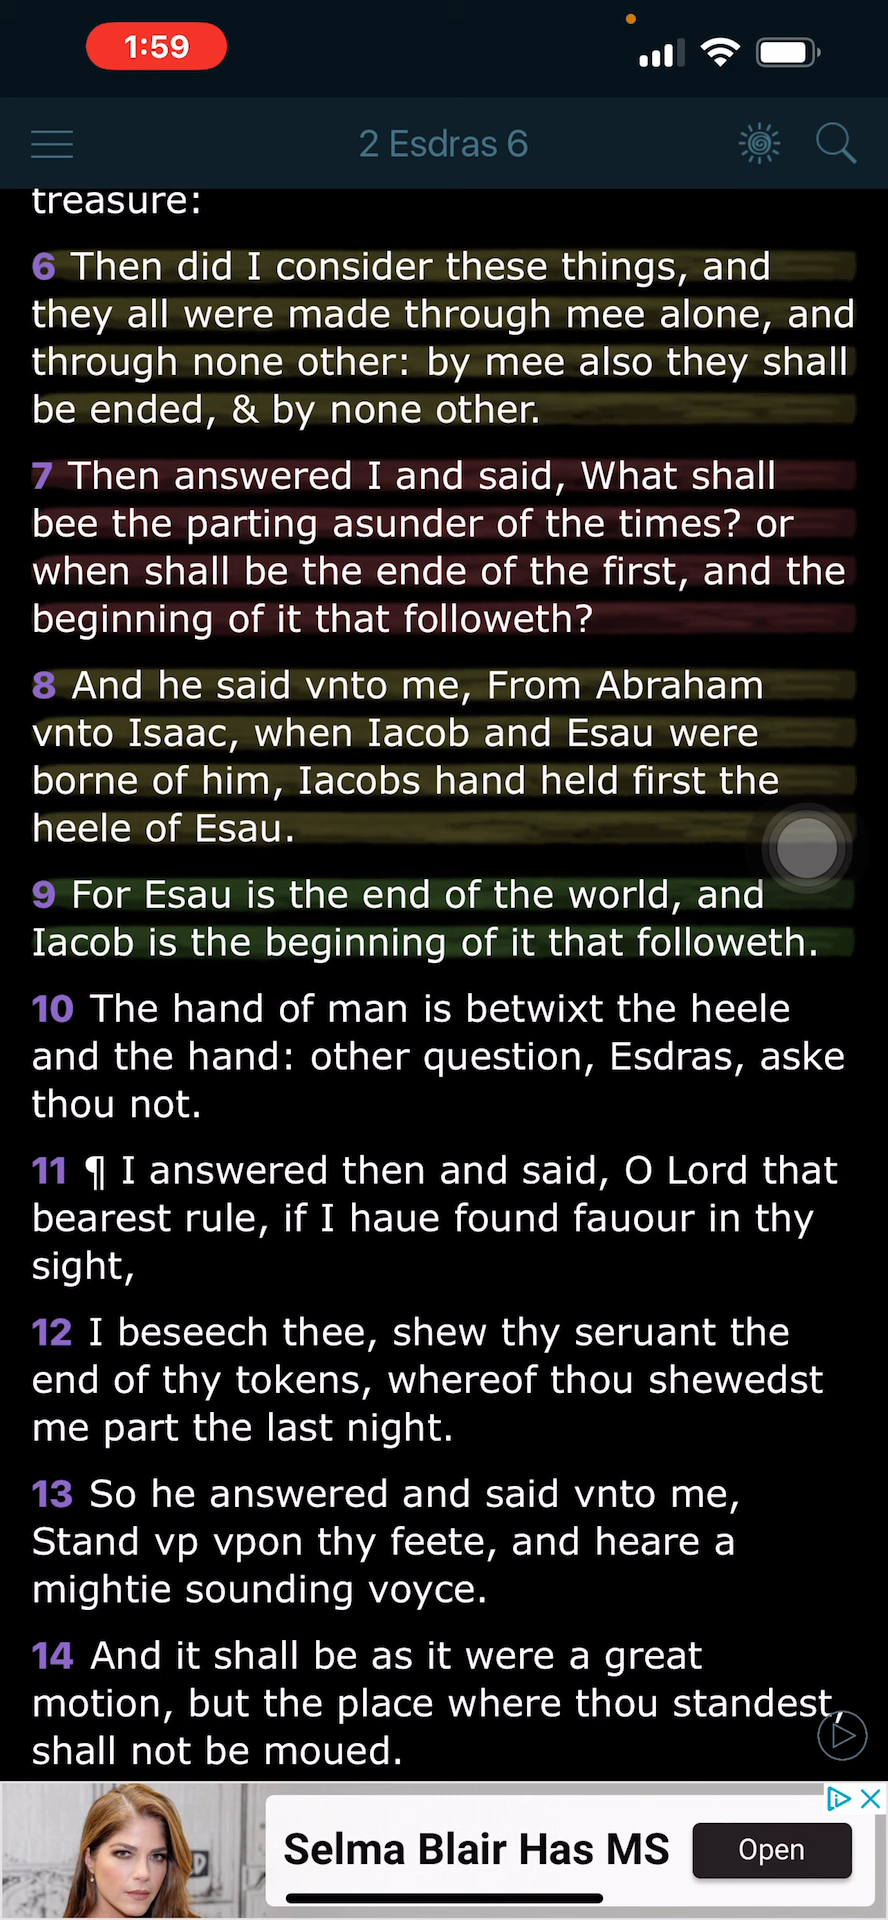 1:59
2 Esdras 6
treasure:
6 Then did I consider these things, and
they all were made through mee alone, and
through none other: by mee also they shall
be ended, & by none other.
7 Then answered I and said, What shall
bee the parting asunder of the times? or
when shall be the ende of the first, and the
beginning of it that followeth?
8 And he said vnto me, From Abraham
vnto Isaac, when Iacob and Esau were
borne of him, Iacobs hand held first the
heele of Esau.
9 For Esau is the end of the world, and
Iacob is the beginning of it that followeth.
10 The hand of man is betwixt the heele
and the hand: other question, Esdras, aske
thou not.
11 ¶ I answered then and said, O Lord that
bearest rule, if I haue found fauour in thy
sight,
12 I beseech thee, shew thy seruant the
end of thy tokens, whereof thou shewedst
me part the last night.
13 So he answered and said vnto me,
Stand vp vpon thy feete, and heare a
mightie sounding voyce.
14 And it shall be as it were a great
motion, but the place where thou standest,
shall not be moued.
Selma Blair Has MS
Open